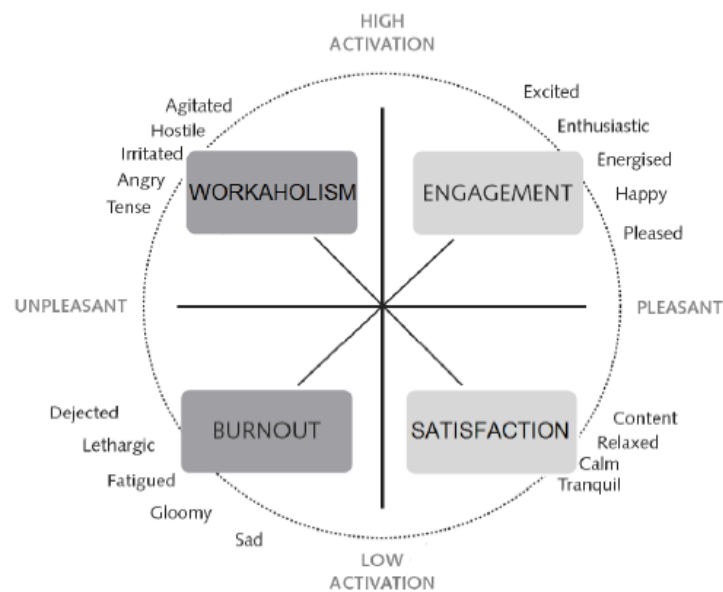 HIGH
ACTIVATION
Agitated
Hostile
Irritated
Angry
Tense
Excited
Enthusiastic
Energised
Happy
Pleased
WORKAHOLISM
ENGAGEMENT
UNPLEASANT
PLEASANT
Dejected
Lethargic
Fatigued
Gloomy
Sad
BURNOUT
SATISFACTION
Content
Relaxed
Calm
Tranquil
LOW
ACTIVATION